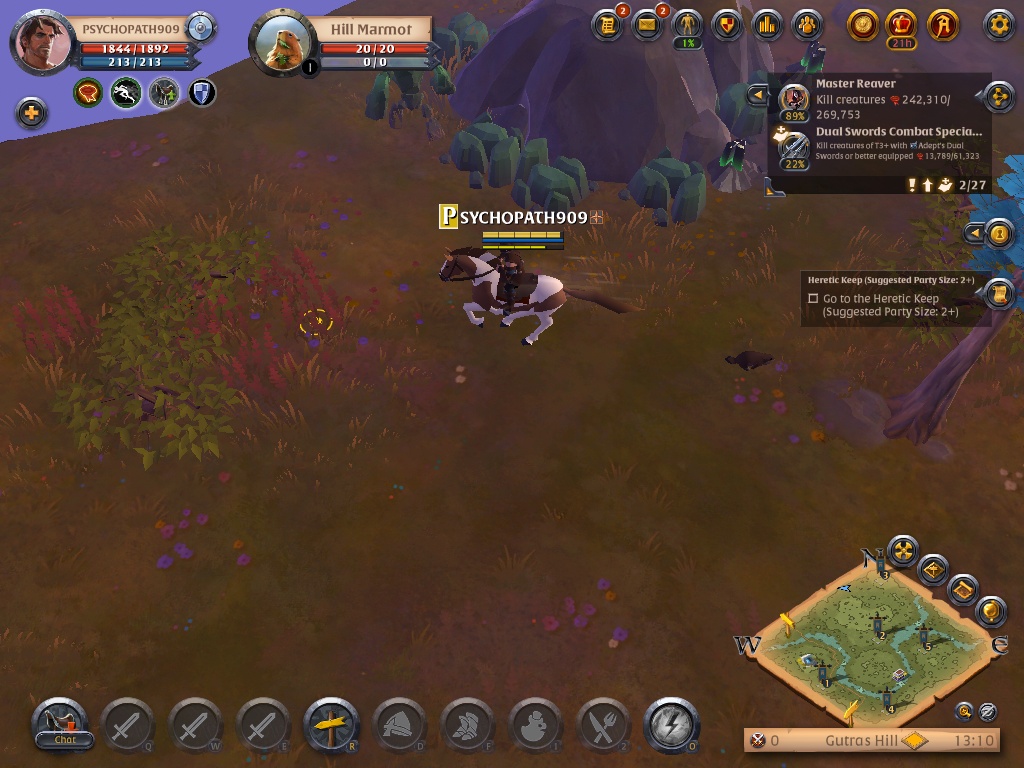 PSYCHOPATH909
1844 / 1892
213 / 213
Hill Marmot
20 / 20
0 / 0
I
2
2
1%
21h
Master Reaver
Kill creatures 242,310/
269,753
89%
Dual Swords Combat Specia...
Kill creatures of T3+ with Adept's Dual
Swords or better equipped 13,789/61,323
22%
2/27
PSYCHOPATH909
Heretic Keep (Suggested Party Size: 2+)
Go to the Heretic Keep
(Suggested Party Size: 2+)
N
W
E
3
2
5
1
4
Chat
Q
W
E
R
D
F
1
2
O
0
Gutras Hill
13:10